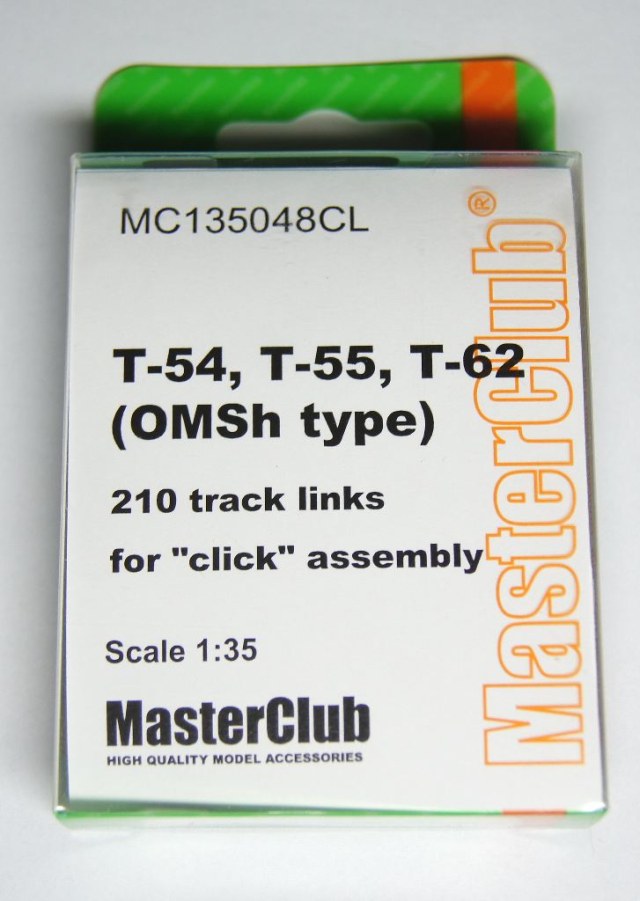 MC135048CL
T-54, T-55, T-62
(OMSh type)
210 track links
for "click" assembly
Scale 1:35
MasterClub
HIGH QUALITY MODEL ACCESSORIES
MasterClub®